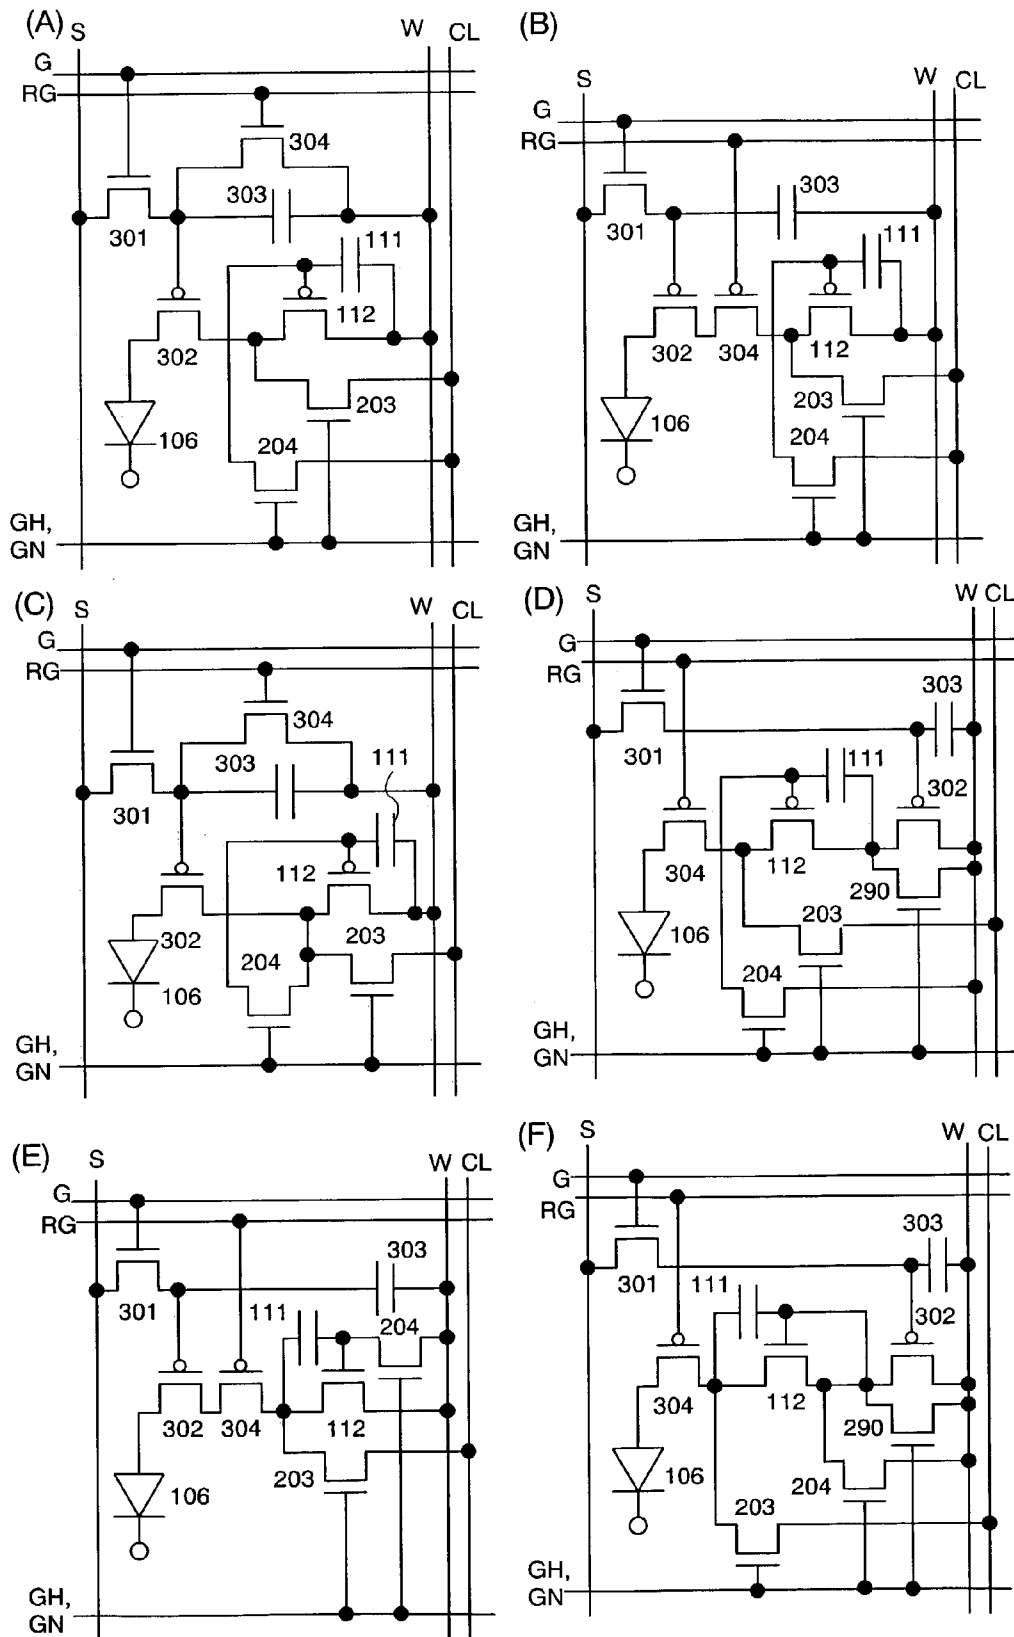 (A)
S
W
CL
G
RG
304
303
301
111
112
302
203
106
204
GH,
GN
(B)
S
W
CL
G
RG
303
301
111
302
304
112
203
106
204
GH,
GN
(C)
S
W
CL
G
RG
304
303
111
301
112
302
203
204
106
GH,
GN
(D)
S
W
CL
G
RG
303
301
111
302
304
112
290
203
106
204
GH,
GN
(E)
S
W
CL
G
RG
303
301
111
204
302
304
112
203
106
GH,
GN
(F)
S
W
CL
G
RG
303
301
111
302
304
112
290
106
204
203
GH,
GN